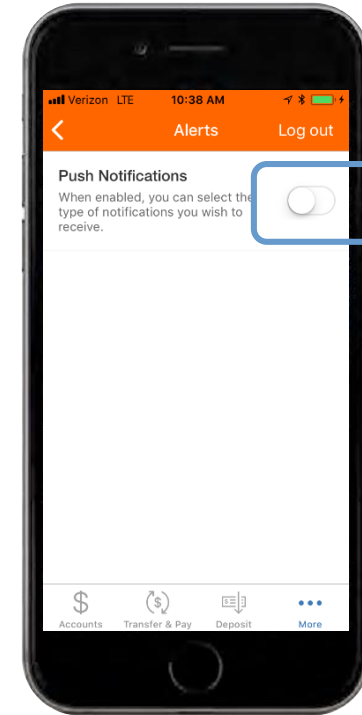 Verizon LTE 10:38 AM
Alerts Log out
Push Notifications
When enabled, you can select the
type of notifications you wish to
receive.
$ $ $
Accounts Transfer & Pay Deposit More